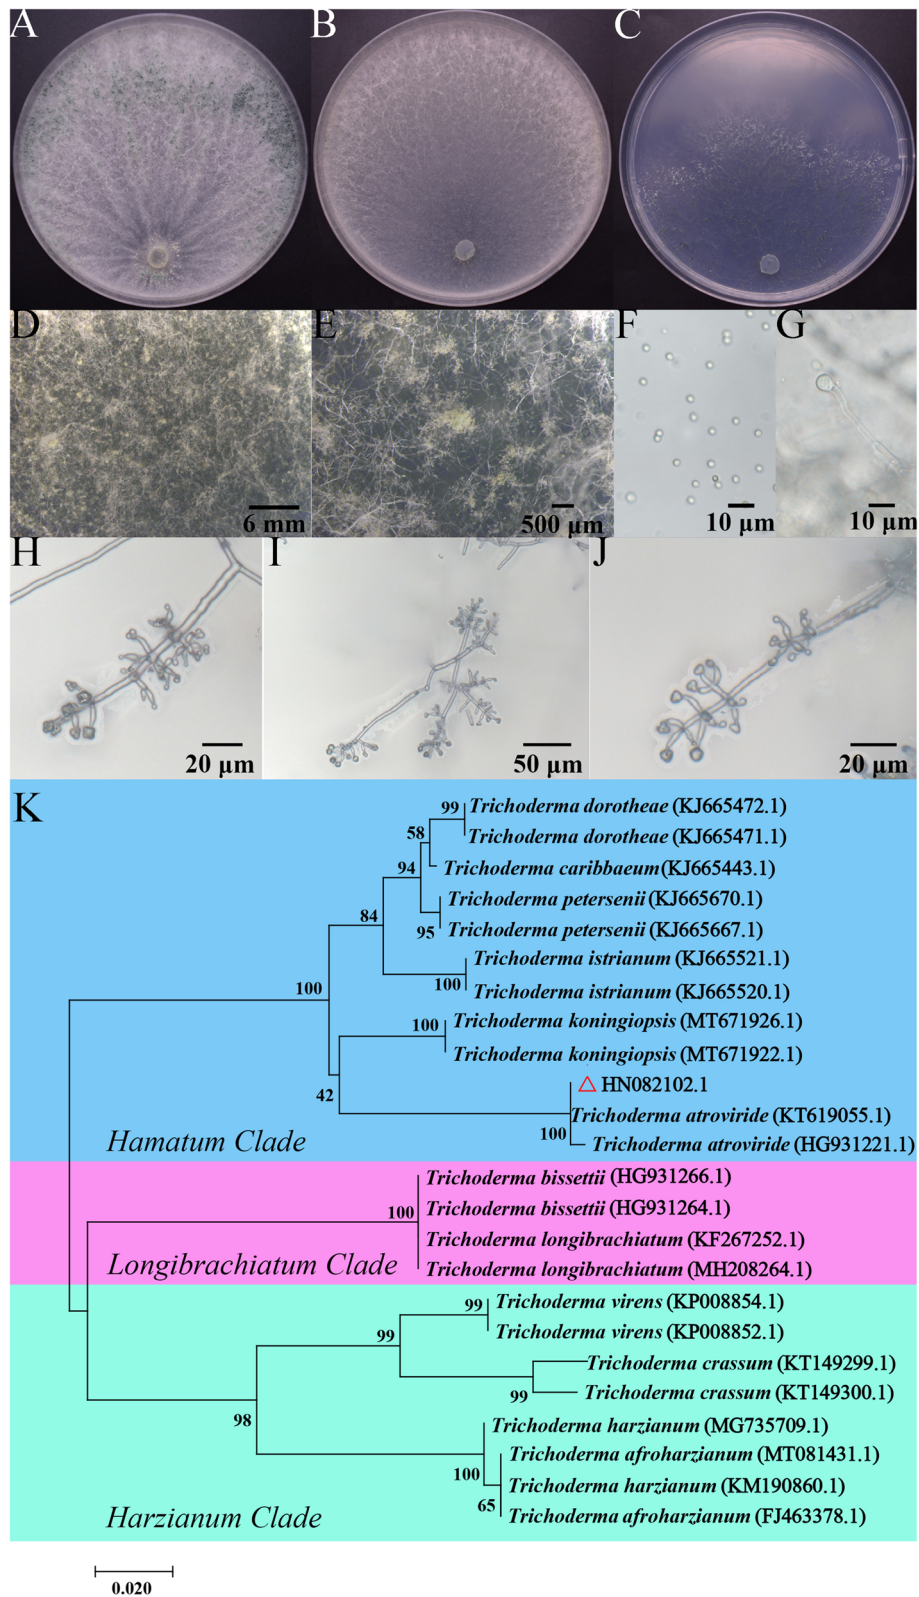 A B C
D E F G
6 mm 500 μm 10 μm 10 μm
H I J
20 μm 50 μm 20 μm
K
99 Trichoderma dorotheae (KJ665472.1)
58
Trichoderma dorotheae (KJ665471.1)
94 Trichoderma caribbaeum(KJ665443.1)
Trichoderma petersenii (KJ665670.1)
84
95 Trichoderma petersenii (KJ665667.1)
Trichoderma istrianum (KJ665521.1)
100
100 Trichoderma istrianum (KJ665520.1)
100 Trichoderma koningiopsis (MT671926.1)
Trichoderma koningiopsis (MT671922.1)
42 HN082102.1
Trichoderma atroviride (KT619055.1)
100
Hamatum Clade Trichoderma atroviride (HG931221.1)
Trichoderma bissettii (HG931266.1)
100 Trichoderma bissettii (HG931264.1)
Trichoderma longibrachiatum (KF267252.1)
Longibrachiatum Clade Trichoderma longibrachiatum (MH208264.1)
99 Trichoderma virens (KP008854.1)
99 Trichoderma virens (KP008852.1)
Trichoderma crassum (KT149299.1)
99 Trichoderma crassum (KT149300.1)
98 Trichoderma harzianum (MG735709.1)
Trichoderma afroharzianum (MT081431.1)
100
Trichoderma harzianum (KM190860.1)
65
Harzianum Clade Trichoderma afroharzianum (FJ463378.1)
0.020